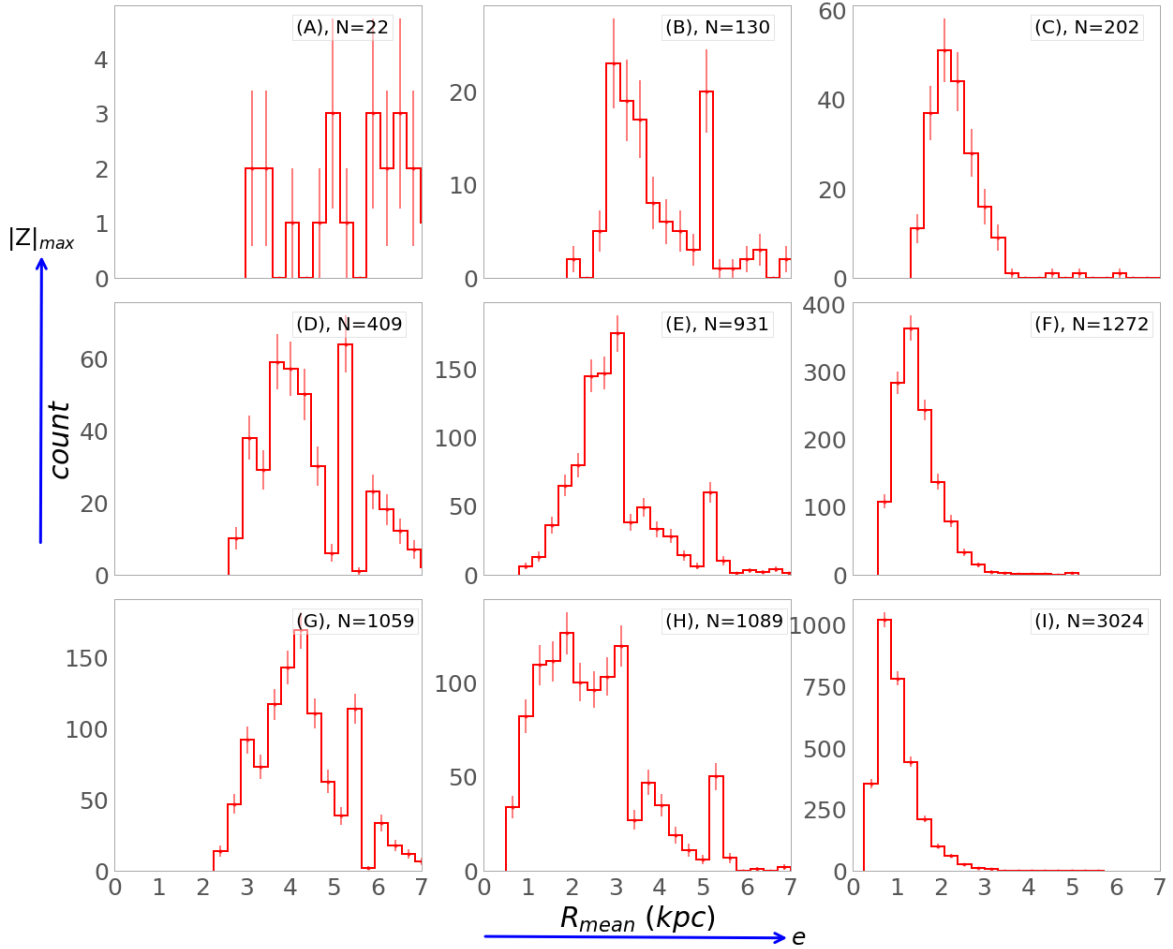 (A), N=22
(B), N=130
(C), N=202
4
3
2
1
0
20
10
0
60
40
20
0
|Z|max
count
(D), N=409
(E), N=931
(F), N=1272
60
40
20
0
150
100
50
0
400
300
200
100
0
(G), N=1059
(H), N=1089
(I), N=3024
150
100
50
0
100
50
0
1000
750
500
250
0
0 1 2 3 4 5 6 7
0 1 2 3 4 5 6 7
0 1 2 3 4 5 6 7
Rmean (kpc)
e